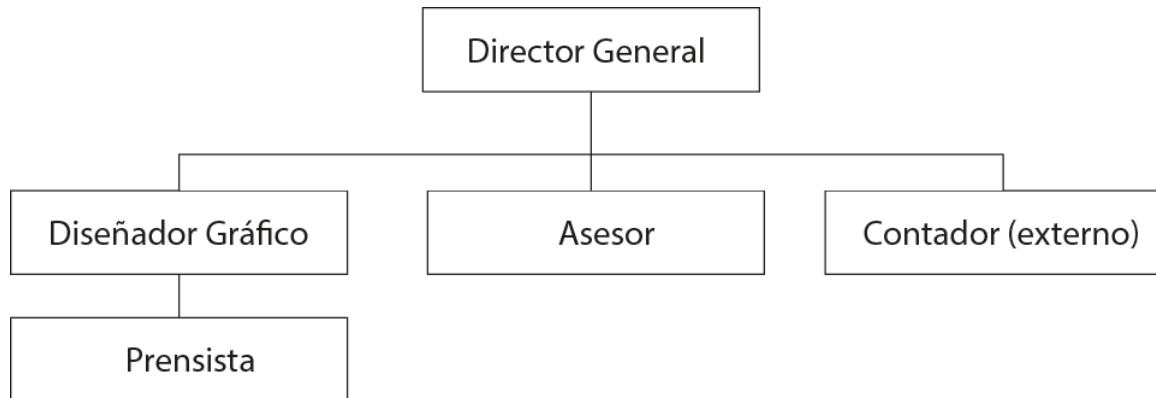 Director General
Diseñador Gráfico
Asesor
Contador (externo)
Prensista